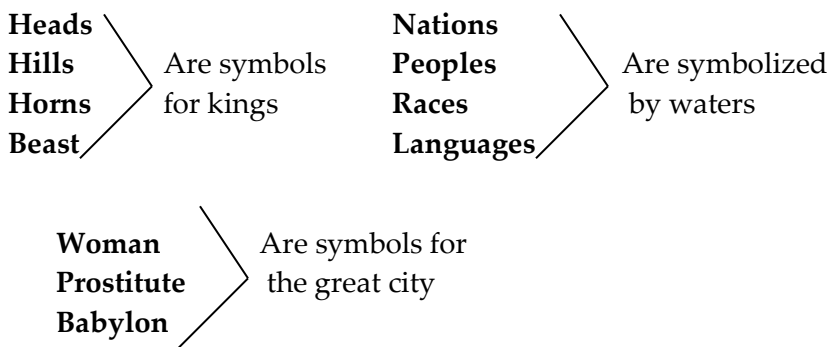 Heads
Hills
Horns
Beast
Are symbols
for kings
Nations
Peoples
Races
Languages
Are symbolized
by waters
Woman
Prostitute
Babylon
Are symbols for
the great city